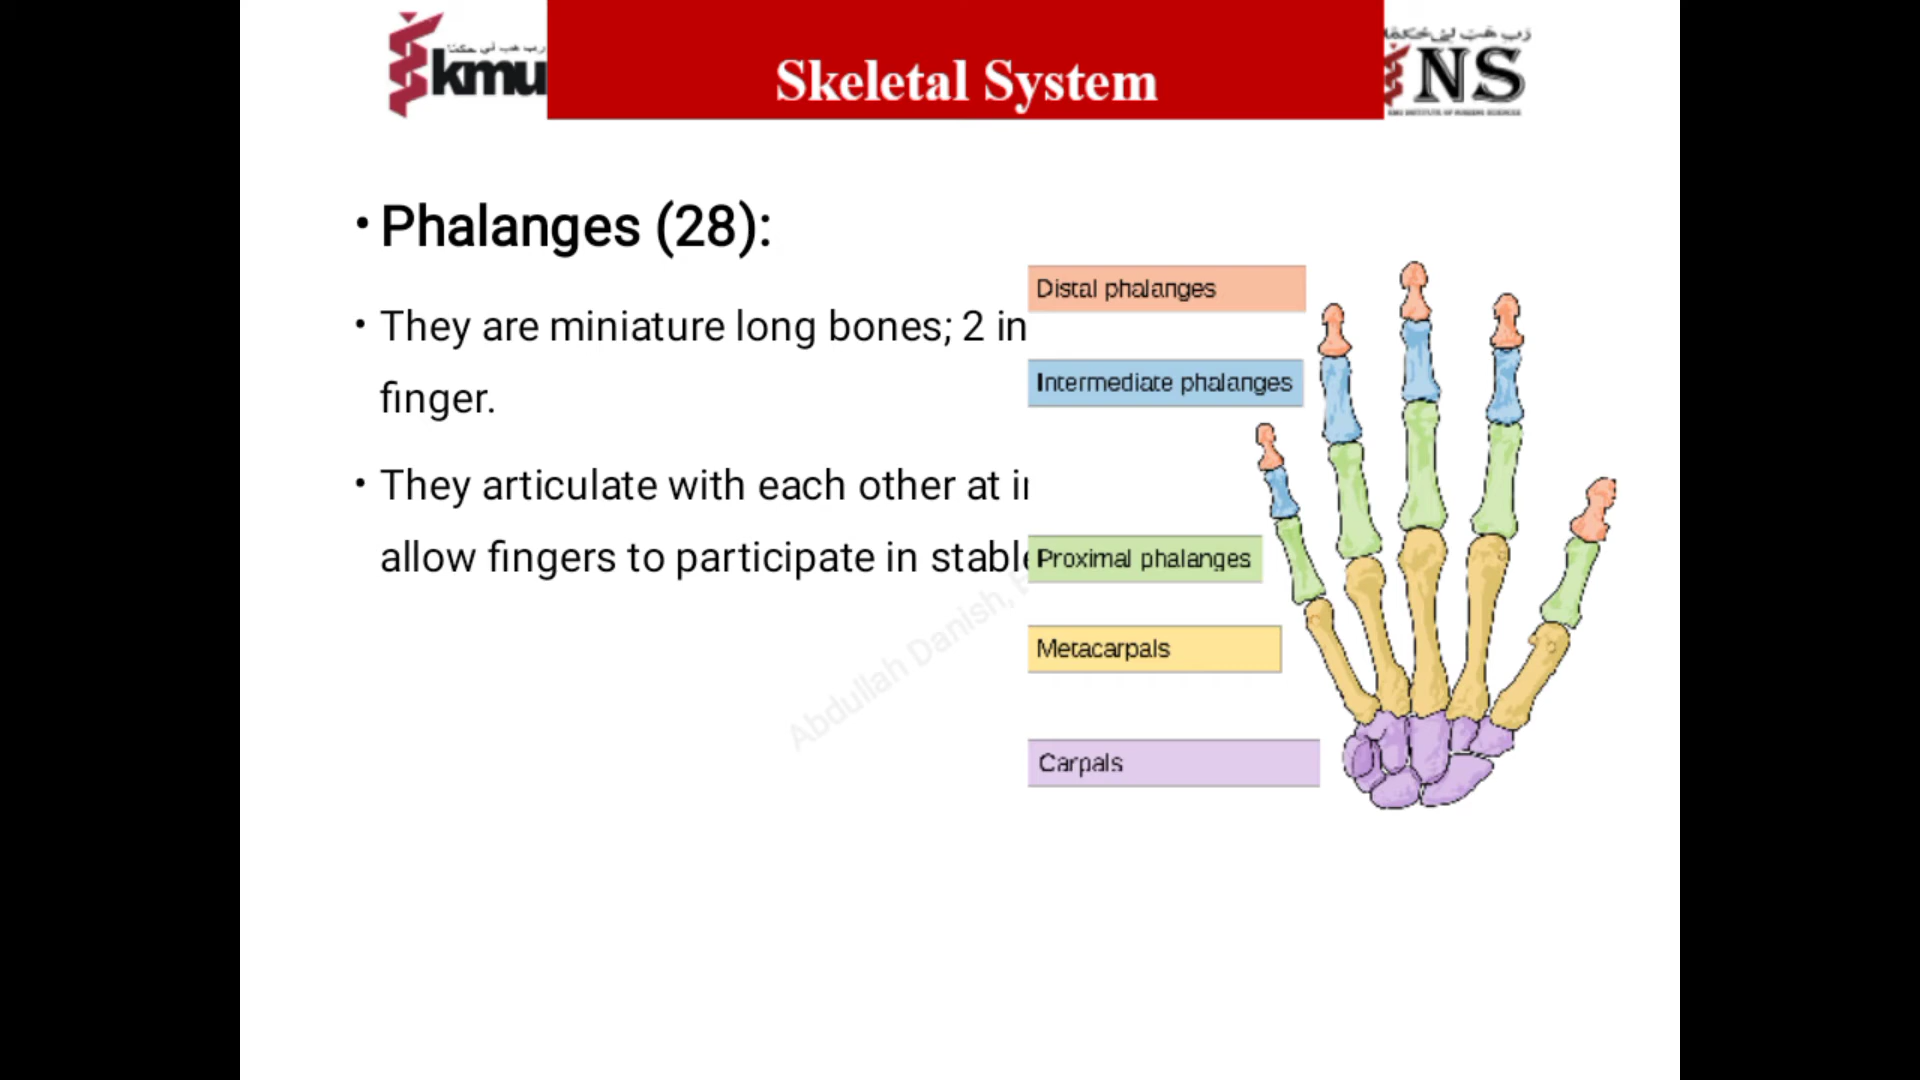 kmu
Skeletal System
NS
• Phalanges (28):
• They are miniature long bones; 2 in
finger.
• They articulate with each other at
allow fingers to participate in stable
Distal phalanges
Intermediate phalanges
Proximal phalanges
Metacarpals
Carpals
Abdullah Danish,